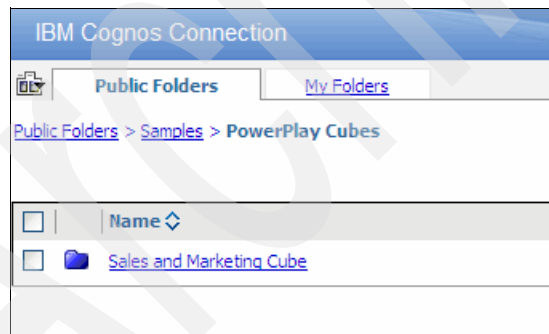 IBM Cognos Connection
Public Folders My Folders
Public Folders > Samples > PowerPlay Cubes
Name
Sales and Marketing Cube